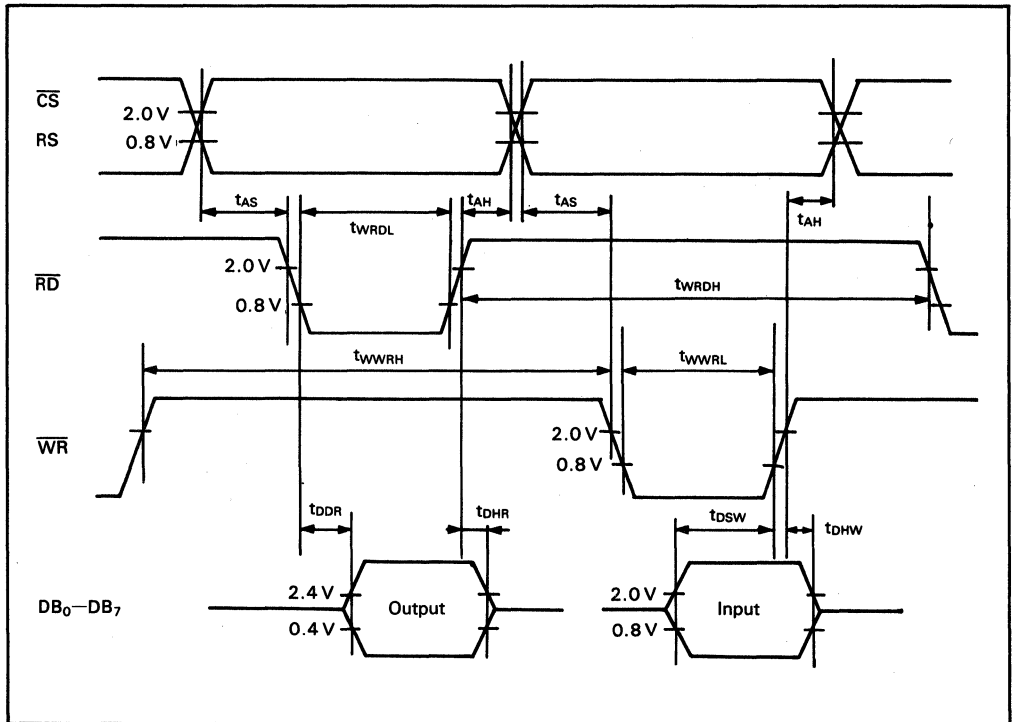 CS
2.0 V
RS
0.8 V
tAS
tWRDL
tAH
tAS
tAH
RD
2.0 V
0.8 V
tWRDH
tWWRH
tWWRL
WR
2.0 V
0.8 V
tDDR
tDHR
tDSW
tDHW
DB0—DB7
2.4 V
0.4 V
Output
2.0 V
0.8 V
Input